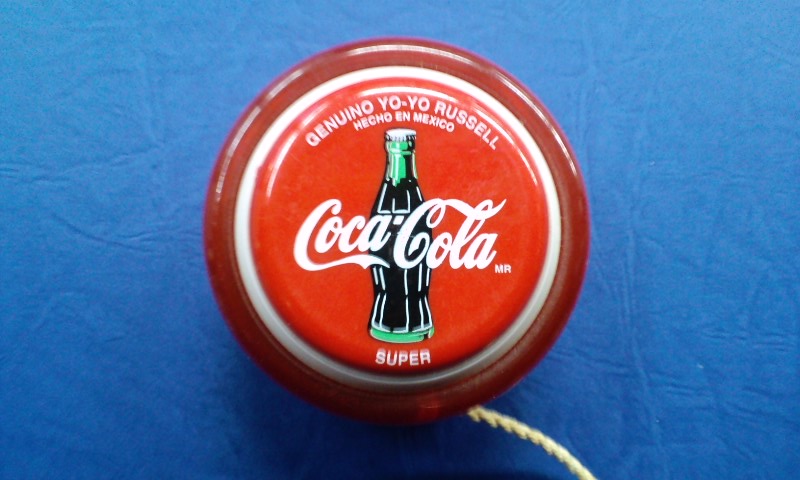 GENUINO YO-YO RUSSELL
HECHO EN MEXICO
Coca-Cola
MR
SUPER